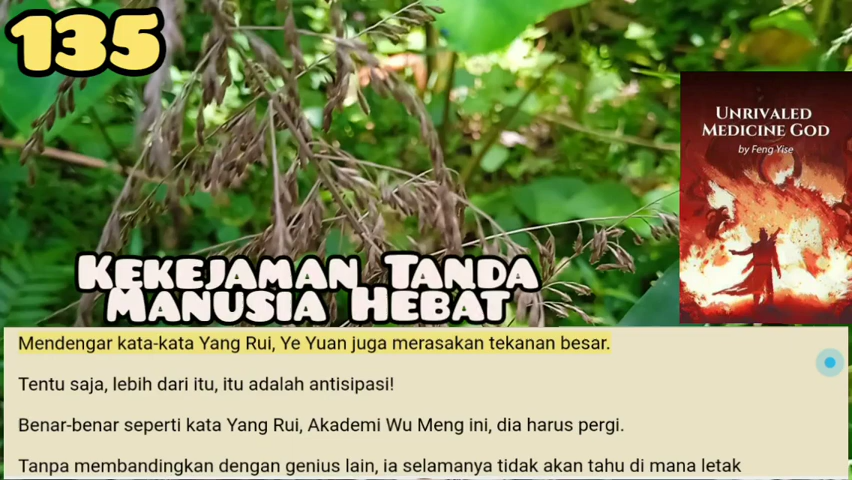 135
UNRIVALED
MEDICINE GOD
by Feng Yise
KEKEJAMAN TANDA
MANUSIA HEBAT
Mendengar kata-kata Yang Rui, Ye Yuan juga merasakan tekanan besar.
Tentu saja, lebih dari itu, itu adalah antisipasi!
Benar-benar seperti kata Yang Rui, Akademi Wu Meng ini, dia harus pergi.
Tanpa membandingkan dengan genius lain, ia selamanya tidak akan tahu di mana letak